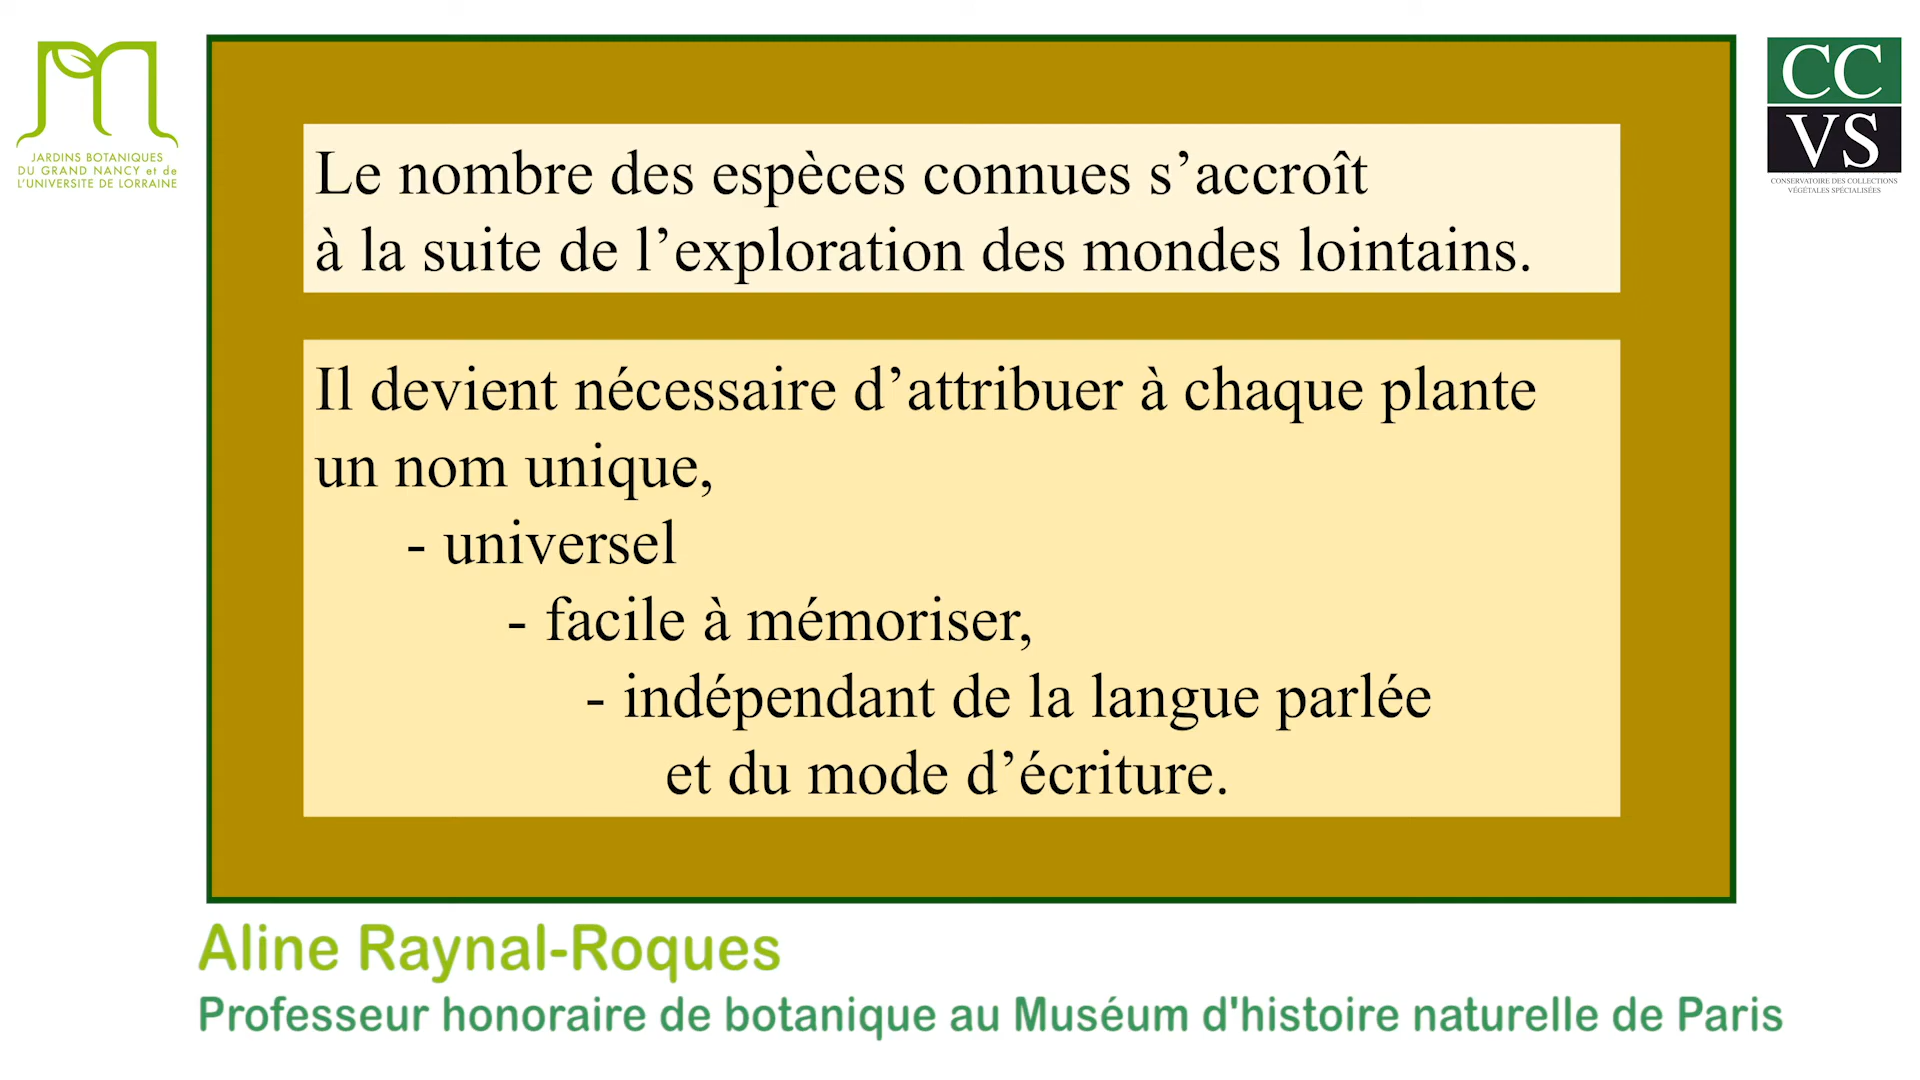 JARDINS BOTANIQUES
DU GRAND NANCY et de
L'UNIVERSITE DE LORRAINE
CC
VS
CONSERVATOIRE DES COLLECTIONS
VÉGÉTALES SPÉCIALISÉES
Le nombre des espèces connues s’accroît
à la suite de l’exploration des mondes lointains.
Il devient nécessaire d’attribuer à chaque plante
un nom unique,
- universel
- facile à mémoriser,
- indépendant de la langue parlée
et du mode d’écriture.
Aline Raynal-Roques
Professeur honoraire de botanique au Muséum d'histoire naturelle de Paris